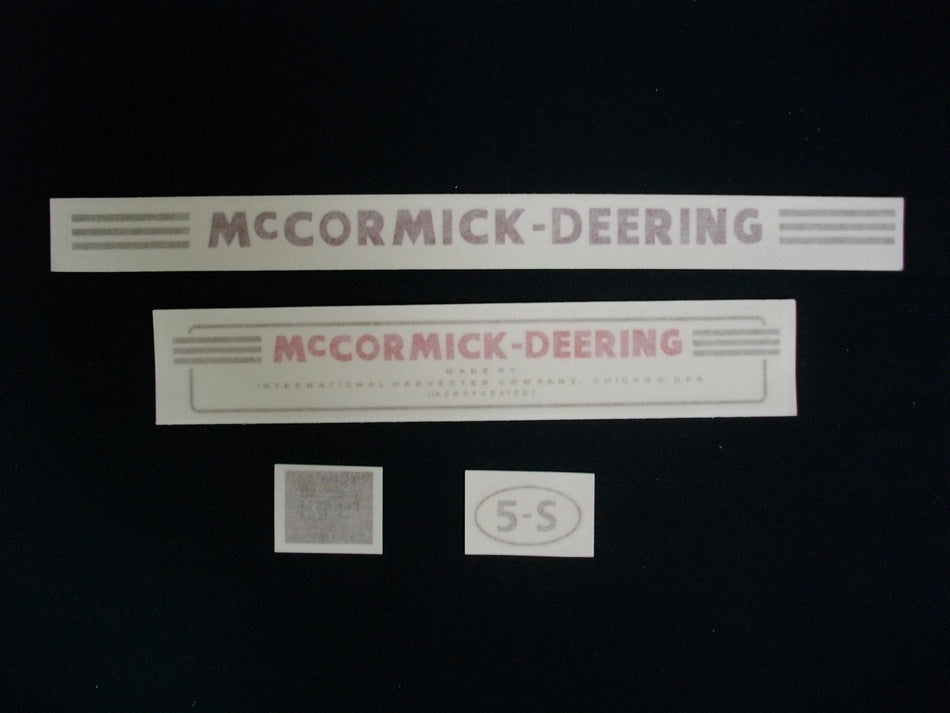 McCORMICK-DEERING
McCORMICK-DEERING
MADE BY
INTERNATIONAL HARVESTER COMPANY, CHICAGO, USA
(INCORPORATED)
5-S